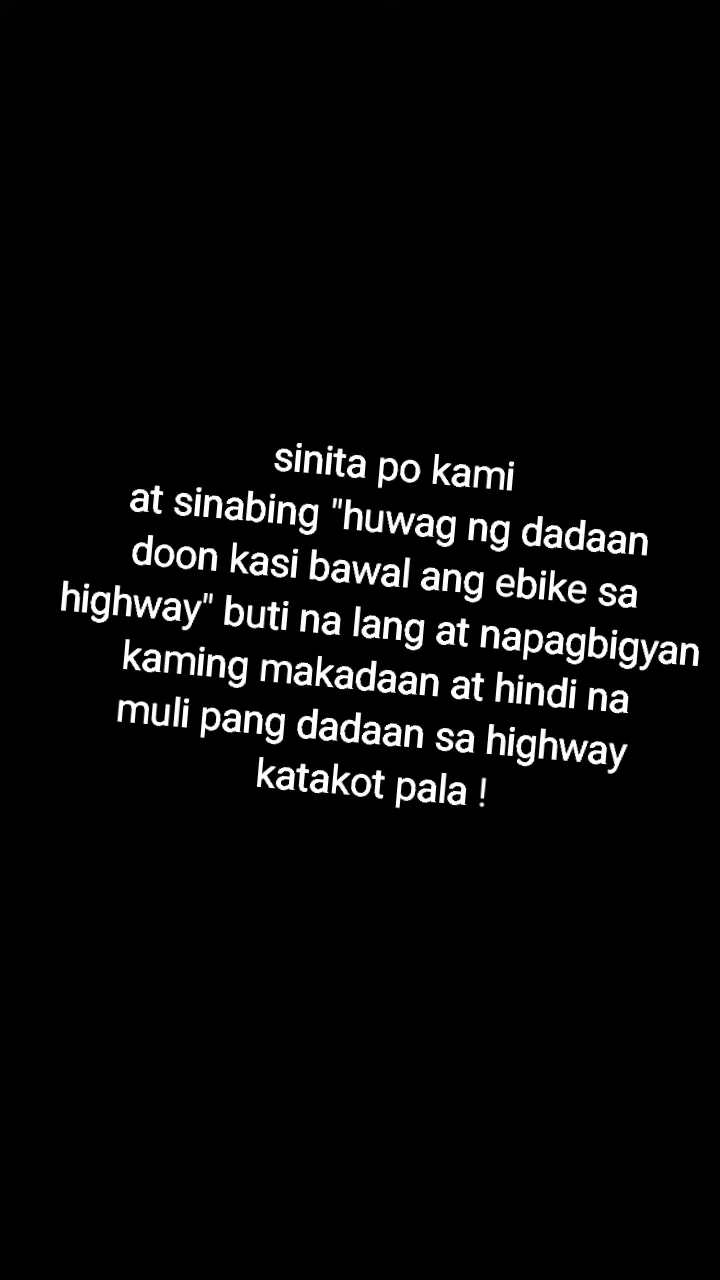 sinita po kami
at sinabing "huwag ng dadaan
doon kasi bawal ang ebike sa
highway" buti na lang at napagbigyan
kaming makadaan at hindi na
muli pang dadaan sa highway
katakot pala !